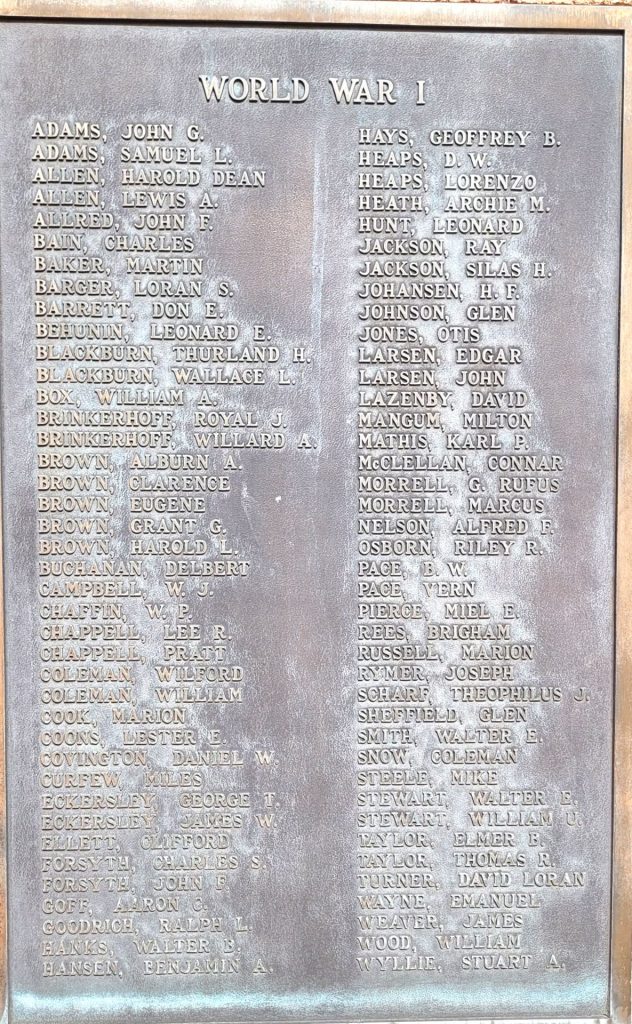 WORLD WAR I
ADAMS, JOHN G.
ADAMS, SAMUEL L.
ALLEN, HAROLD DEAN
ALLEN, LEWIS A.
ALLRED, JOHN F.
BAIN, CHARLES
BAKER, MARTIN
BARGER, LORAN S.
BARRETT, DON E.
BEHUNIN, LEONARD E.
BLACKBURN, THURLAND H.
BLACKBURN, WALLACE L.
BOX, WILLIAM A.
BRINKERHOFF, ROYAL J.
BRINKERHOFF, WILLARD A.
BROWN, ALBURN A.
BROWN, CLARENCE
BROWN, EUGENE
BROWN, GRANT G.
BROWN, HAROLD L.
BUCHANAN, DELBERT
CAMPBELL, W. J.
CHAFFIN, W. P.
CHAPPELL, LEE R.
CHAPPELL, PRATT
COLEMAN, WILFORD
COLEMAN, WILLIAM
COOK, MARION
COONS, LESTER E.
COVINGTON, DANIEL W.
CURFEW, MILES
ECKERSLEY, GEORGE T.
ECKERSLEY, JAMES W.
ELLETT, CLIFFORD
FORSYTH, CHARLES S.
FORSYTH, JOHN F.
GOFF, AARON C.
GOODRICH, RALPH L.
HANKS, WALTER B.
HANSEN, BENJAMIN A.
HAYS, GEOFFREY B.
HEAPS, D. W.
HEAPS, LORENZO
HEATH, ARCHIE M.
HUNT, LEONARD
JACKSON, RAY
JACKSON, SILAS H.
JOHANSEN, H. F.
JOHNSON, GLEN
JONES, OTIS
LARSEN, EDGAR
LARSEN, JOHN
LAZENBY, DAVID
MANGUM, MILTON
MATHIS, KARL P.
McCLELLAN, CONNAR
MORRELL, G. RUFUS
MORRELL, MARCUS
NELSON, ALFRED F.
OSBORN, RILEY R.
PACE, B. W.
PACE, VERN
PIERCE, MIEL E.
REES, BRIGHAM
RUSSELL, MARION
RYMER, JOSEPH
SCHARF, THEOPHILUS J.
SHEFFIELD, GLEN
SMITH, WALTER E.
SNOW, COLEMAN
STEELE, MIKE
STEWART, WALTER E.
STEWART, WILLIAM U.
TAYLOR, ELMER B.
TAYLOR, THOMAS R.
TURNER, DAVID LORAN
WAYNE, EMANUEL
WEAVER, JAMES
WOOD, WILLIAM
WYLLIE, STUART A.